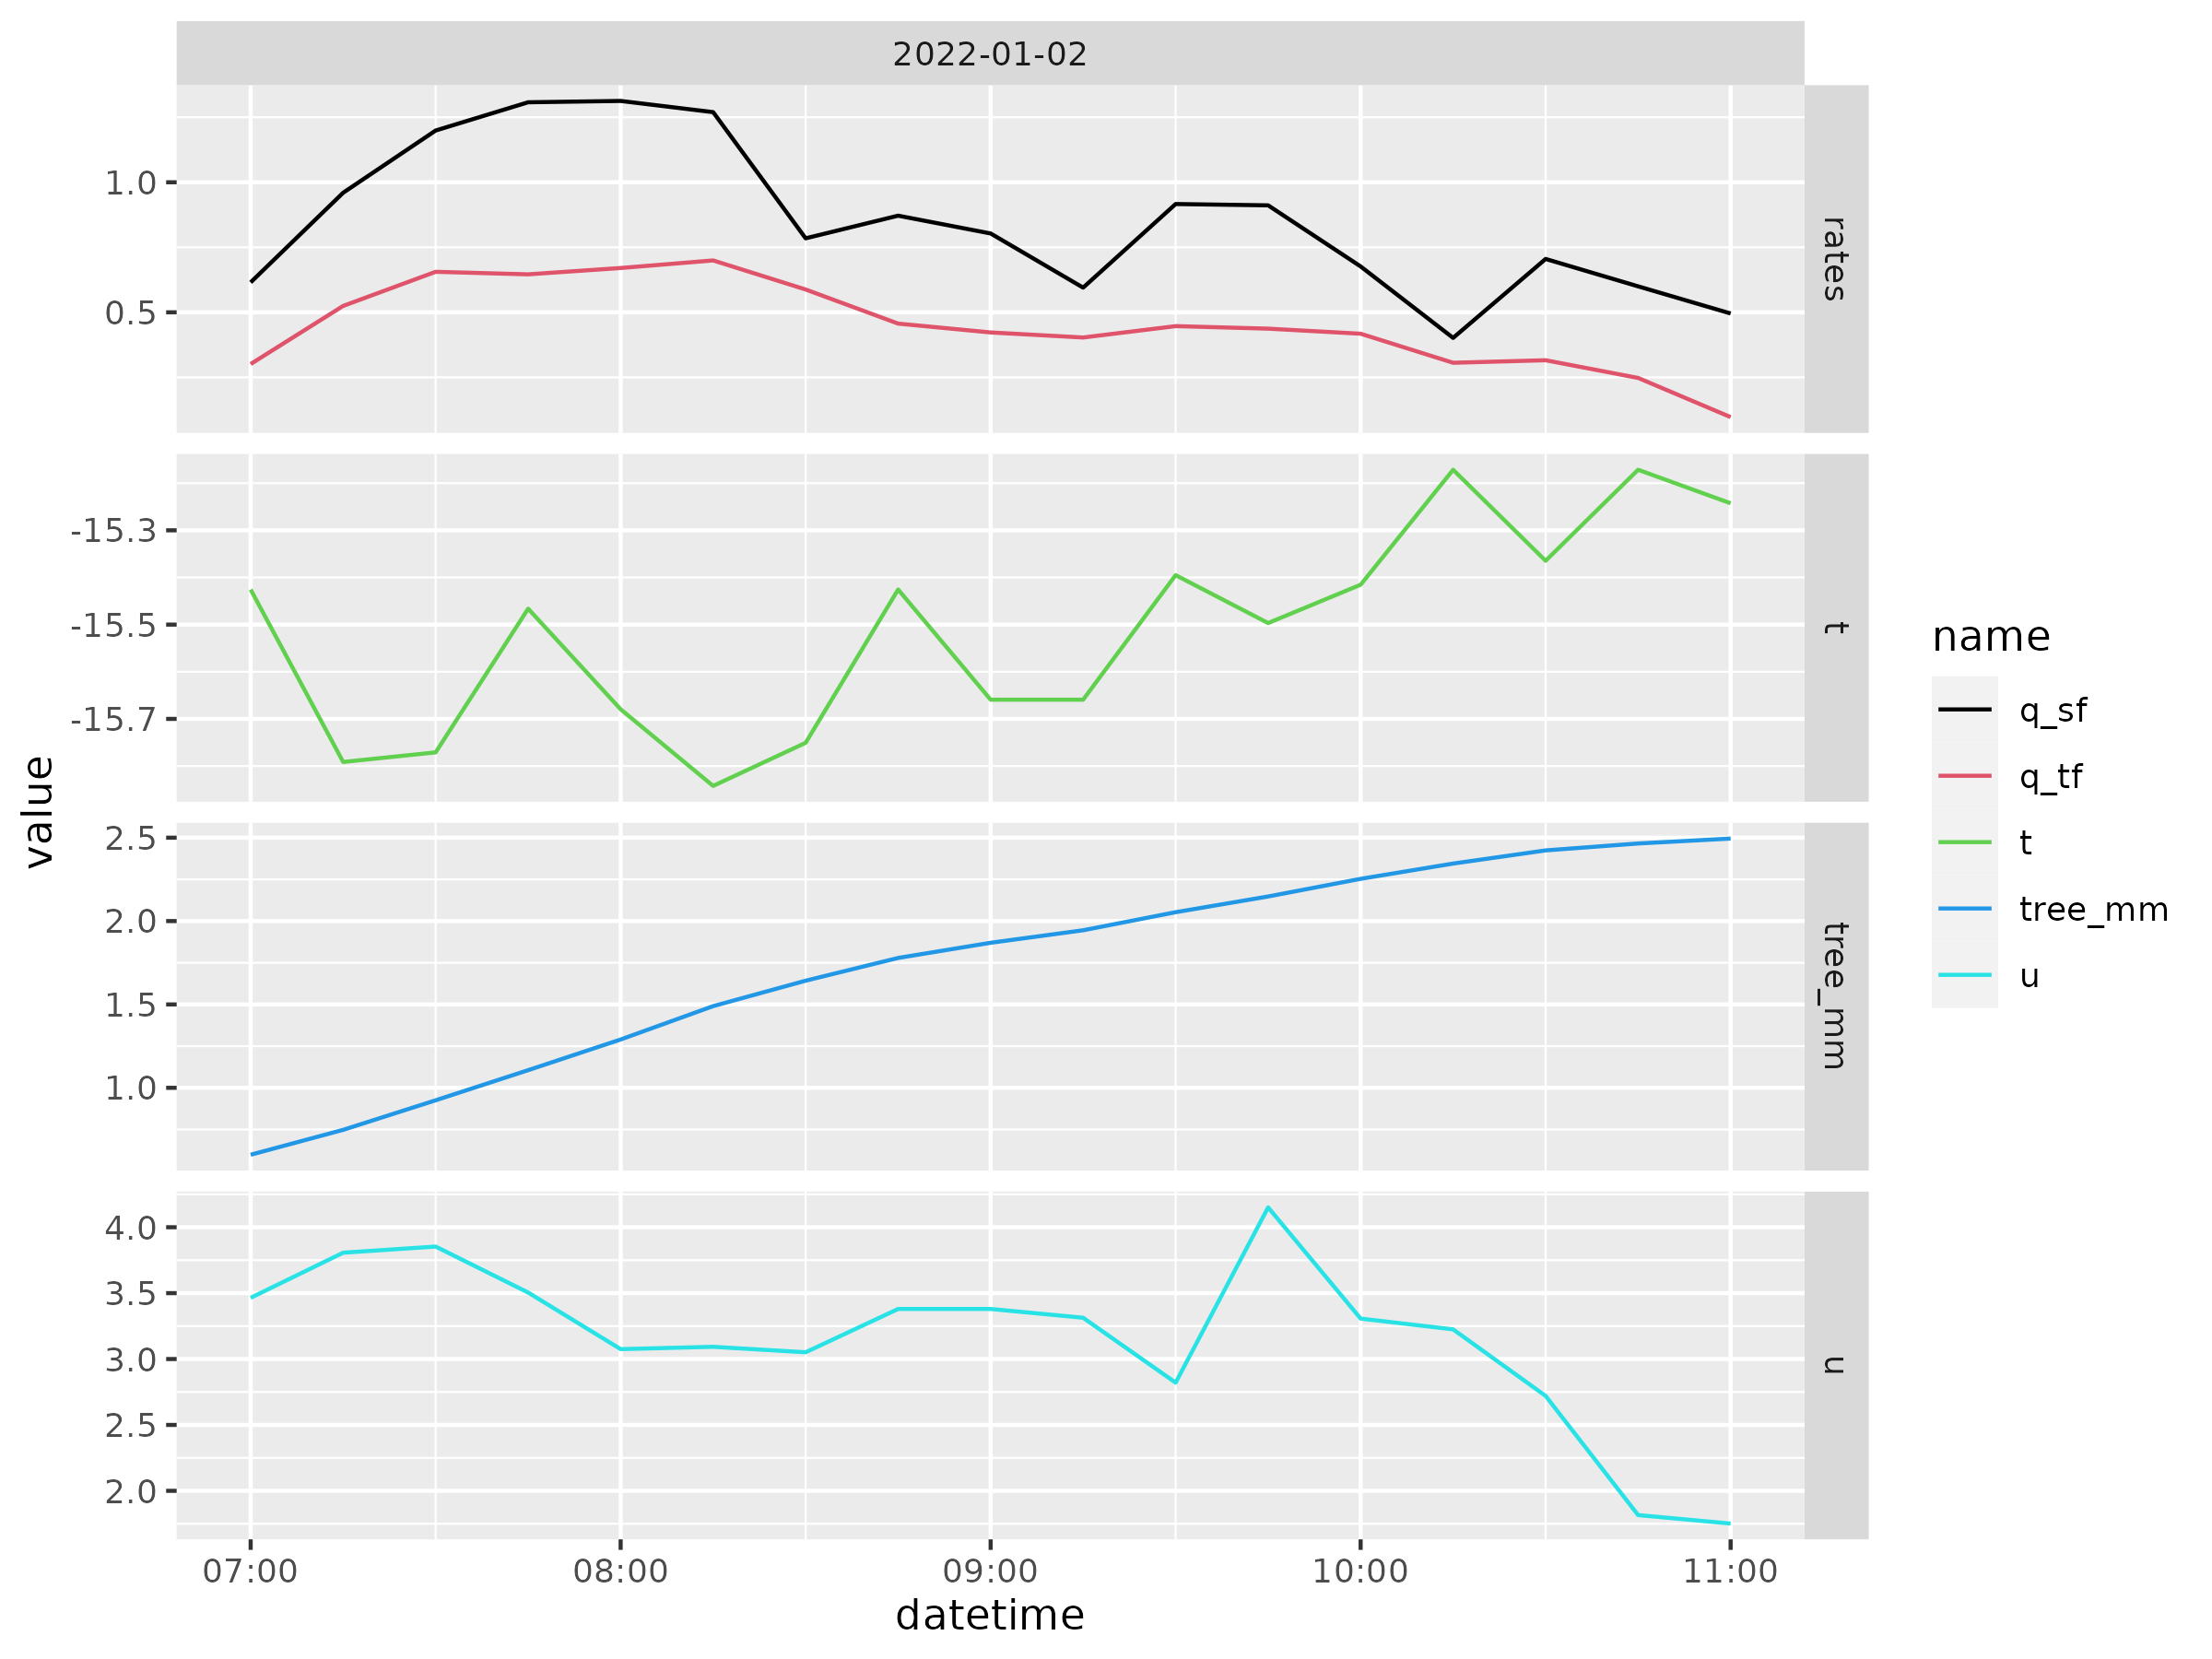 2022-01-02
1.0
0.5
rates
-15.3
-15.5
-15.7
t
2.5
2.0
1.5
1.0
tree_mm
4.0
3.5
3.0
2.5
2.0
u
07:00 08:00 09:00 10:00 11:00
datetime
value
name
q_sf
q_tf
t
tree_mm
u